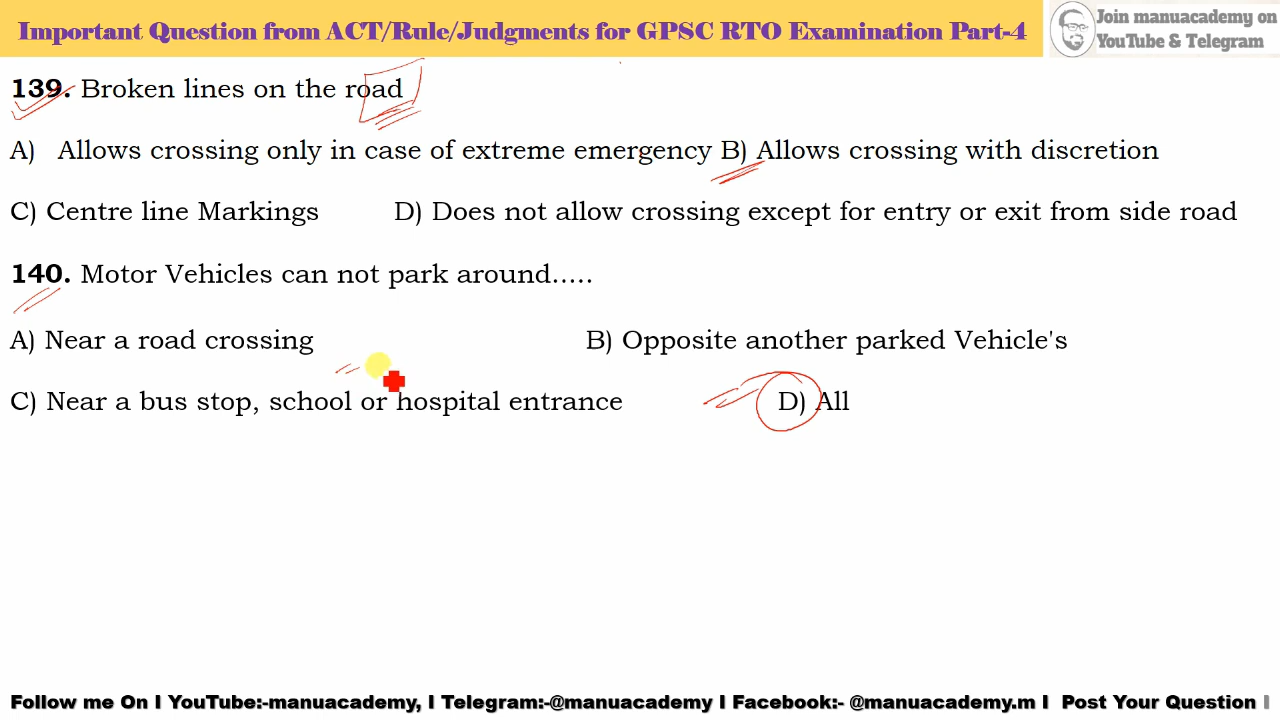 Important Question from ACT/Rule/Judgments for GPSC RTO Examination Part-4
Join manuacademy on
YouTube & Telegram
139. Broken lines on the road
A) Allows crossing only in case of extreme emergency B) Allows crossing with discretion
C) Centre line Markings D) Does not allow crossing except for entry or exit from side road
140. Motor Vehicles can not park around.....
A) Near a road crossing B) Opposite another parked Vehicle's
C) Near a bus stop, school or hospital entrance D) All
Follow me On I YouTube:-manuacademy, I Telegram:-@manuacademy I Facebook:- @manuacademy.m I Post Your Question I